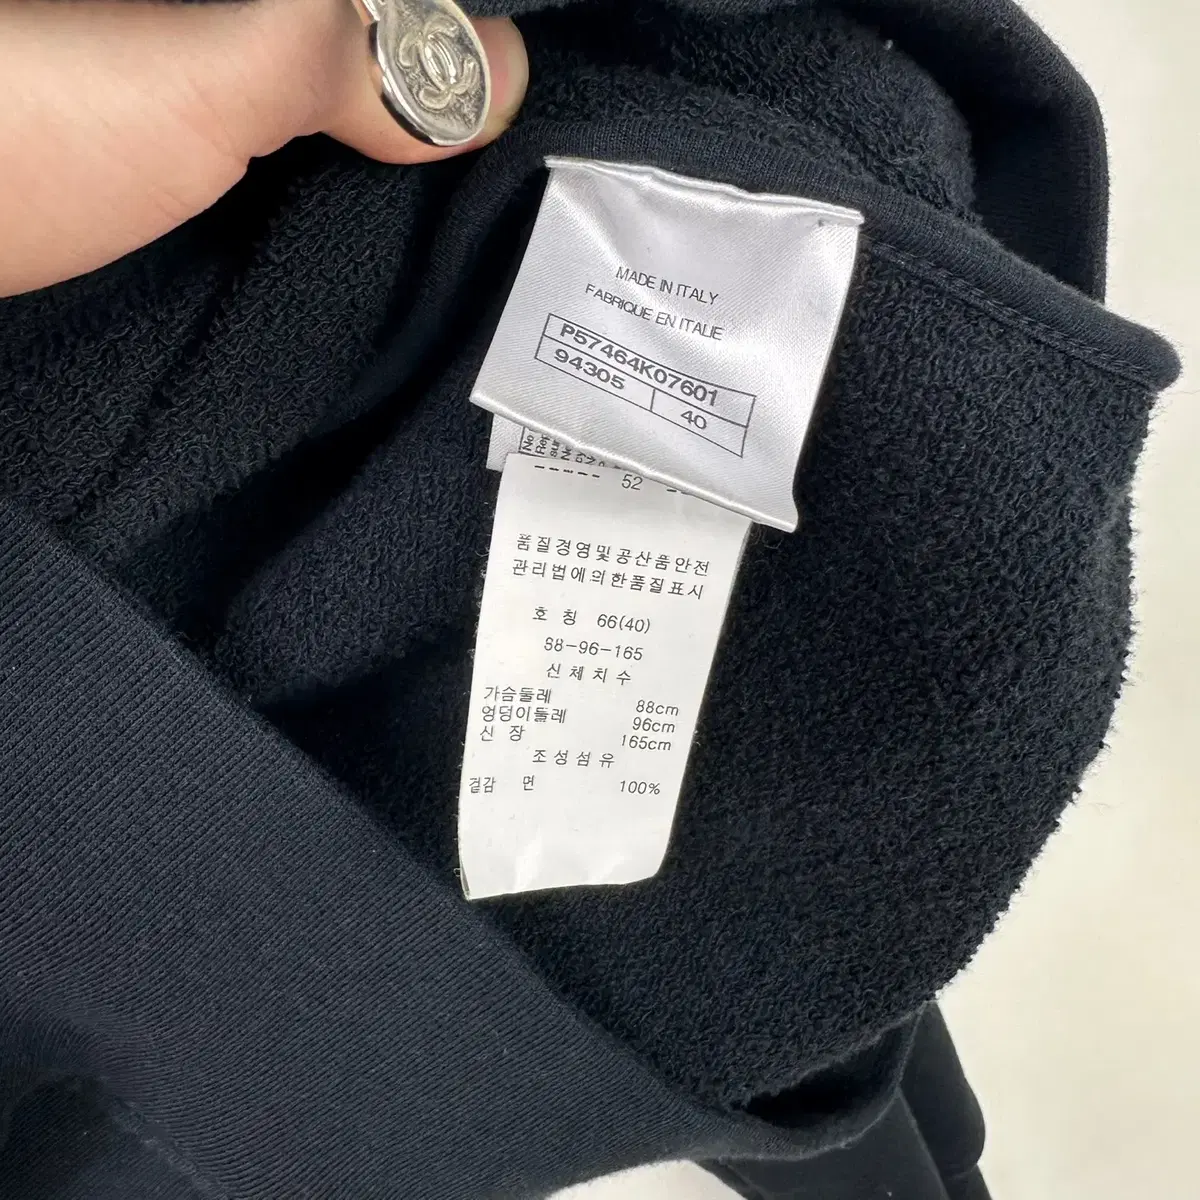 MADE IN ITALY
FABRIQUE EN ITALIE
P57464K07601
94305 40
52
품질경영및공산품안전
관리법에의한품질표시
호 칭 66(40)
88-96-165
신체치수
가슴둘레 88cm
엉덩이둘레 96cm
신 장 165cm
조성섬유
겉감 면 100%